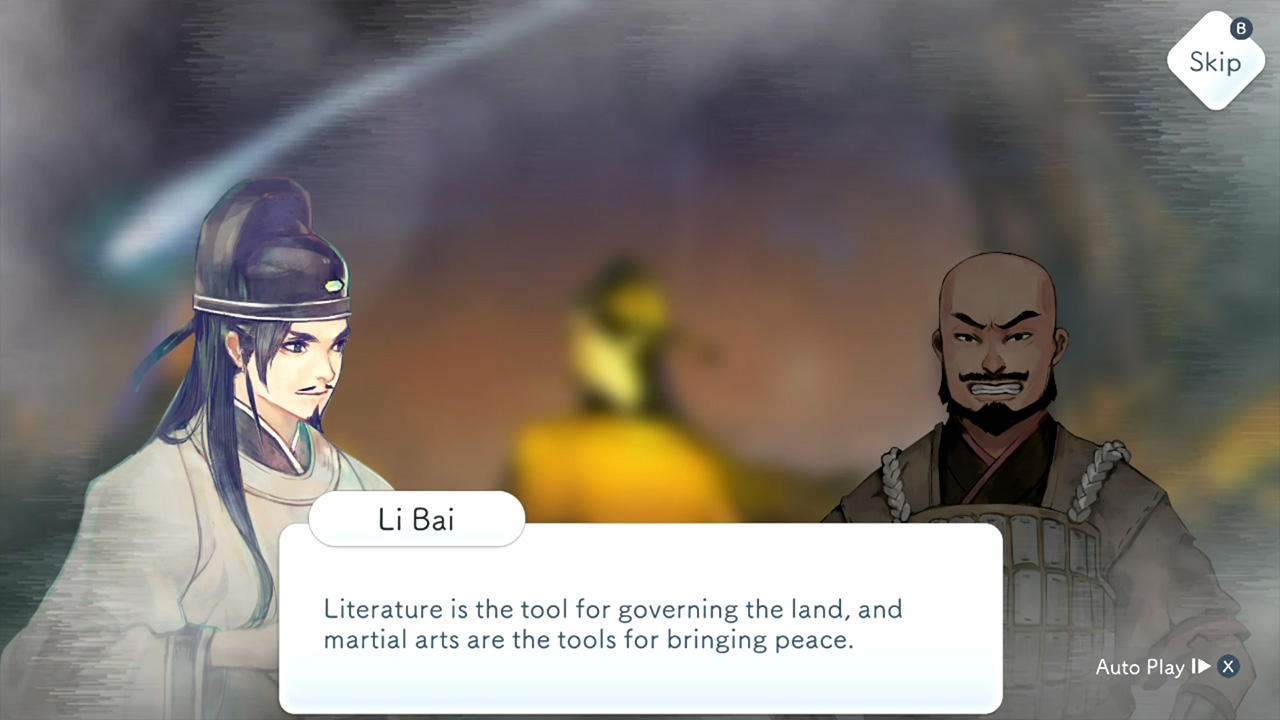 B
Skip
Li Bai
Literature is the tool for governing the land, and
martial arts are the tools for bringing peace.
Auto Play X